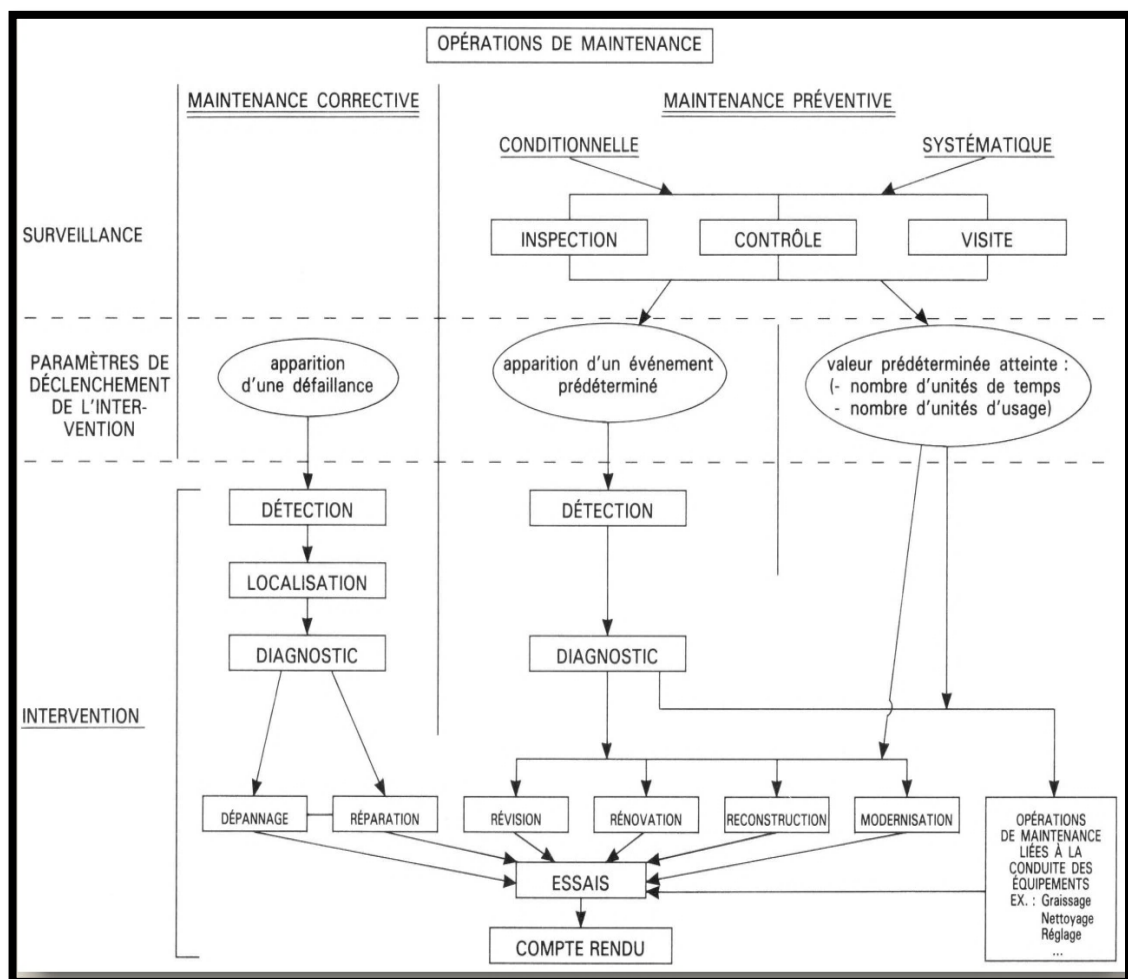 OPÉRATIONS DE MAINTENANCE
MAINTENANCE CORRECTIVE
MAINTENANCE PRÉVENTIVE
CONDITIONNELLE
SYSTÉMATIQUE
SURVEILLANCE
INSPECTION
CONTRÔLE
VISITE
PARAMÈTRES DE
DÉCLENCHEMENT
DE L'INTER-
VENTION
apparition
d'une défaillance
apparition d'un événement
prédéterminé
valeur prédéterminée atteinte :
(- nombre d'unités de temps
- nombre d'unités d'usage)
DÉTECTION
LOCALISATION
DIAGNOSTIC
DÉTECTION
DIAGNOSTIC
INTERVENTION
DÉPANNAGE
RÉPARATION
RÉVISION
RÉNOVATION
RECONSTRUCTION
MODERNISATION
OPÉRATIONS
DE MAINTENANCE
LIÉES À LA
CONDUITE DES
ÉQUIPEMENTS
EX. : Graissage
Nettoyage
Réglage
...
ESSAIS
COMPTE RENDU